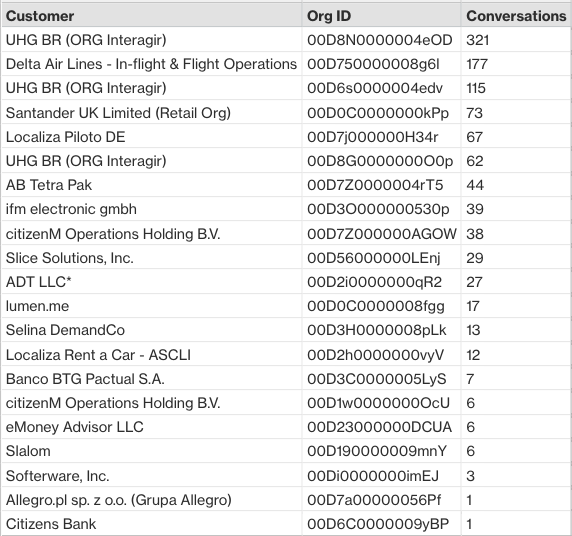 Customer Org ID Conversations
UHG BR (ORG Interagir) 00D8N0000004eOD 321
Delta Air Lines - In-flight & Flight Operations 00D750000008g6I 177
UHG BR (ORG Interagir) 00D6s0000004edv 115
Santander UK Limited (Retail Org) 00D0C0000000kPp 73
Localiza Piloto DE 00D7j000000H34r 67
UHG BR (ORG Interagir) 00D8G0000000O0p 62
AB Tetra Pak 00D7Z0000004rT5 44
ifm electronic gmbh 00D3O000000530p 39
citizenM Operations Holding B.V. 00D7Z000000AGOW 38
Slice Solutions, Inc. 00D56000000LEnj 29
ADT LLC* 00D2i0000000qR2 27
lumen.me 00D0C0000008fgg 17
Selina DemandCo 00D3H0000008pLk 13
Localiza Rent a Car - ASCLI 00D2h0000000vyV 12
Banco BTG Pactual S.A. 00D3C0000005LyS 7
citizenM Operations Holding B.V. 00D1w0000000OcU 6
eMoney Advisor LLC 00D23000000DCUA 6
Slalom 00D190000009mnY 6
Softerware, Inc. 00Di0000000imEJ 3
Allegro.pl sp. z o.o. (Grupa Allegro) 00D7a00000056Pf 1
Citizens Bank 00D6C0000009yBP 1